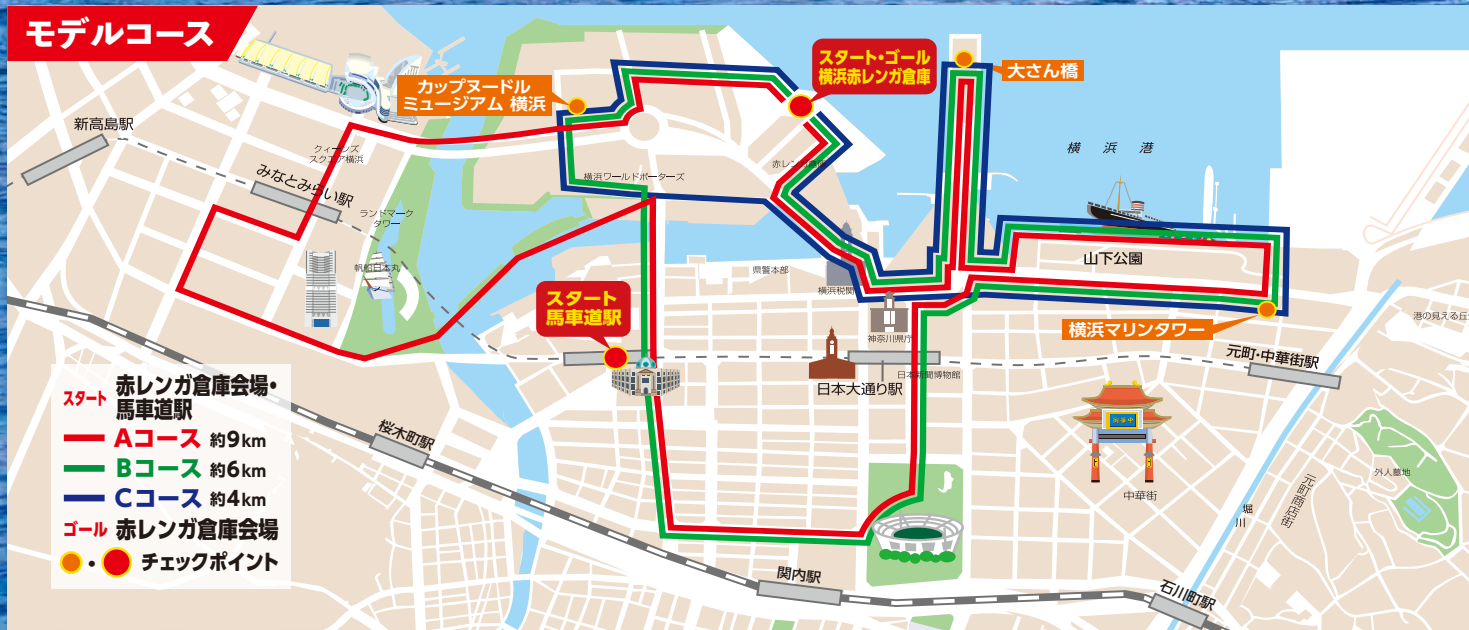 モデルコース
カップヌードル
ミュージアム 横浜
スタート・ゴール
横浜赤レンガ倉庫
大さん橋
新高島駅
クィーンズ
スクエア横浜
みなとみらい駅
ランドマーク
タワー
帆船日本丸
横浜ワールドポーターズ
赤レンガ倉庫
横浜港
山下公園
県警本部
横浜税関
スタート
馬車道駅
神奈川県庁
横浜マリンタワー
港の見える丘
日本大通り駅
日本新聞博物館
元町・中華街駅
スタート 赤レンガ倉庫会場・
馬車道駅
Aコース 約9km
Bコース 約6km
Cコース 約4km
ゴール 赤レンガ倉庫会場
チェックポイント
桜木町駅
中華街
外人墓地
元町商店街
堀川
関内駅
石川町駅